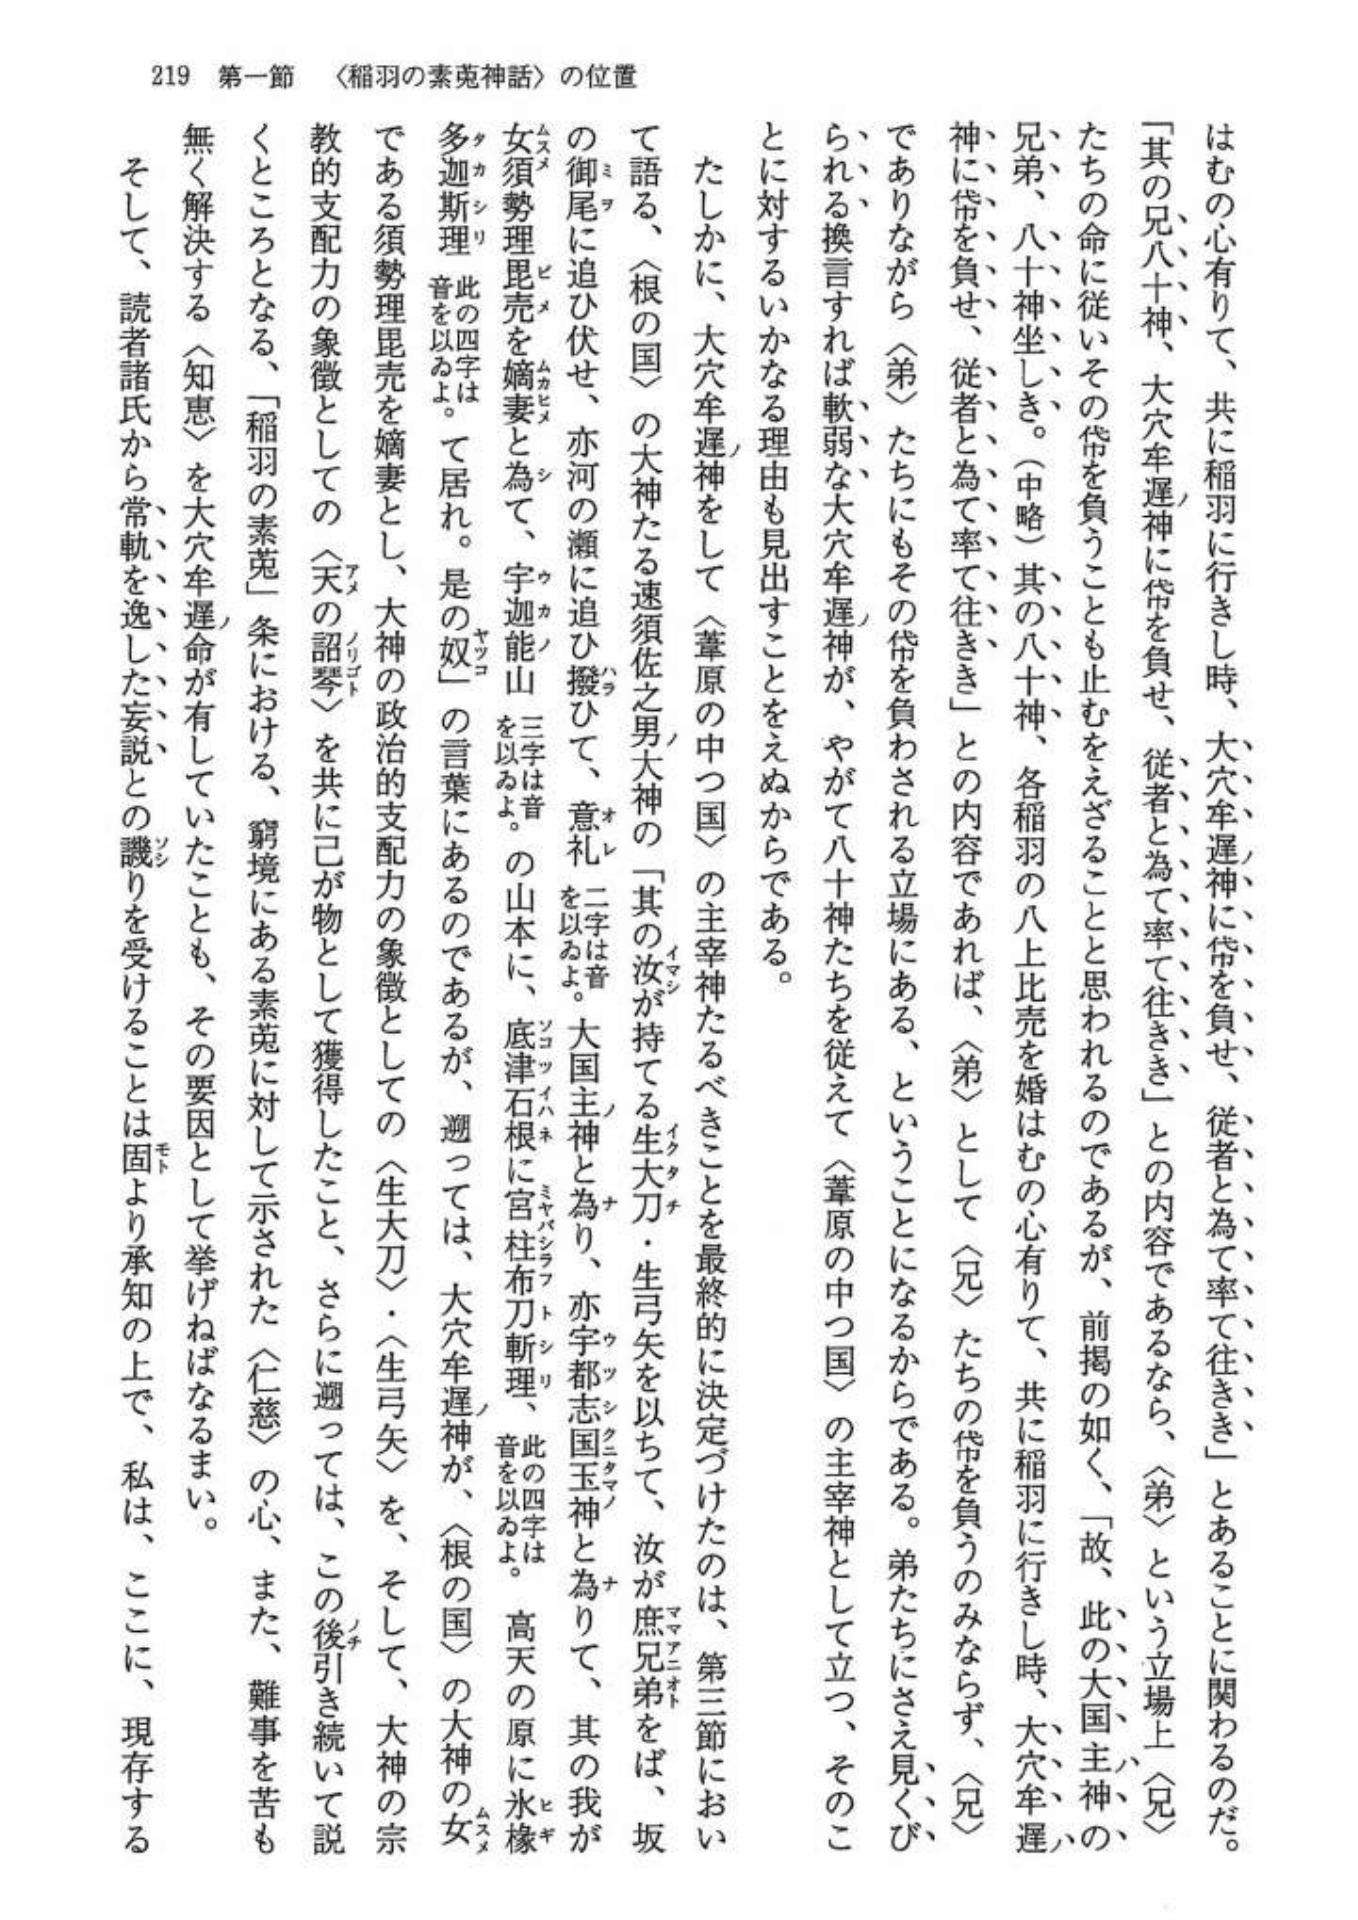 219　第一節　〈稲羽の素菟神話〉の位置
はむの心有りて、共に稲羽に行きし時、大穴牟遅ノ神に帒を負せ、従者と為て率て往きき」とあることに関わるのだ。
「其の兄八十神、大穴牟遅ノ神に帒を負せ、従者と為て率て往きき」との内容であるなら、〈弟〉という立場上〈兄〉
たちの命に従いその帒を負うことも止むをえざることと思われるのであるが、前掲の如く、「故、此の大国主ノ神の
兄弟、八十神坐しき。（中略）其の八十神、各稲羽の八上比売を婚はむの心有りて、共に稲羽に行きし時、大穴牟遅ノ
神に帒を負せ、従者と為て率て往きき」との内容であれば、〈弟〉として〈兄〉たちの帒を負うのみならず、〈兄〉
でありながら〈弟〉たちにもその帒を負わされる立場にある、ということになるからである。弟たちにさえ見くび
られる、換言すれば軟弱な大穴牟遅ノ神が、やがて八十神たちを従えて〈葦原の中つ国〉の主宰神として立つ、そのこ
とに対するいかなる理由も見出すことをえぬからである。
たしかに、大穴牟遅ノ神をして〈葦原の中つ国〉の主宰神たるべきことを最終的に決定づけたのは、第三節におい
て語る、〈根の国〉の大神たる速須佐之男ノ大神の「其の汝が持てる生大刀・生弓矢を以ちて、汝が庶兄弟をば、坂
の御尾に追ひ伏せ、亦河の瀬に追ひ撥ひて、意礼二字は音を以ゐよ。大国主ノ神と為り、亦宇都志国玉神と為りて、其の我が
女須勢理毘売を嫡妻と為て、宇迦能山三字は音を以ゐよ。の山本に、底津石根に宮柱布刀斬理、此の四字は音を以ゐよ。高天の原に氷椽
多迦斯理此の四字は音を以ゐよ。て居れ。是の奴」の言葉にあるのであるが、遡っては、大穴牟遅ノ神が、〈根の国〉の大神の女
である須勢理毘売を嫡妻とし、大神の政治的支配力の象徴としての〈生大刀〉・〈生弓矢〉を、そして、大神の宗
教的支配力の象徴としての〈天の詔琴〉を共に己が物として獲得したこと、さらに遡っては、この後引き続いて説
くところとなる、「稲羽の素菟」条における、窮境にある素菟に対して示された〈仁慈〉の心、また、難事を苦も
無く解決する〈知恵〉を大穴牟遅ノ命が有していたことも、その要因として挙げねばなるまい。
そして、読者諸氏から常軌を逸した妄説との譏りを受けることは固より承知の上で、私は、ここに、現存する